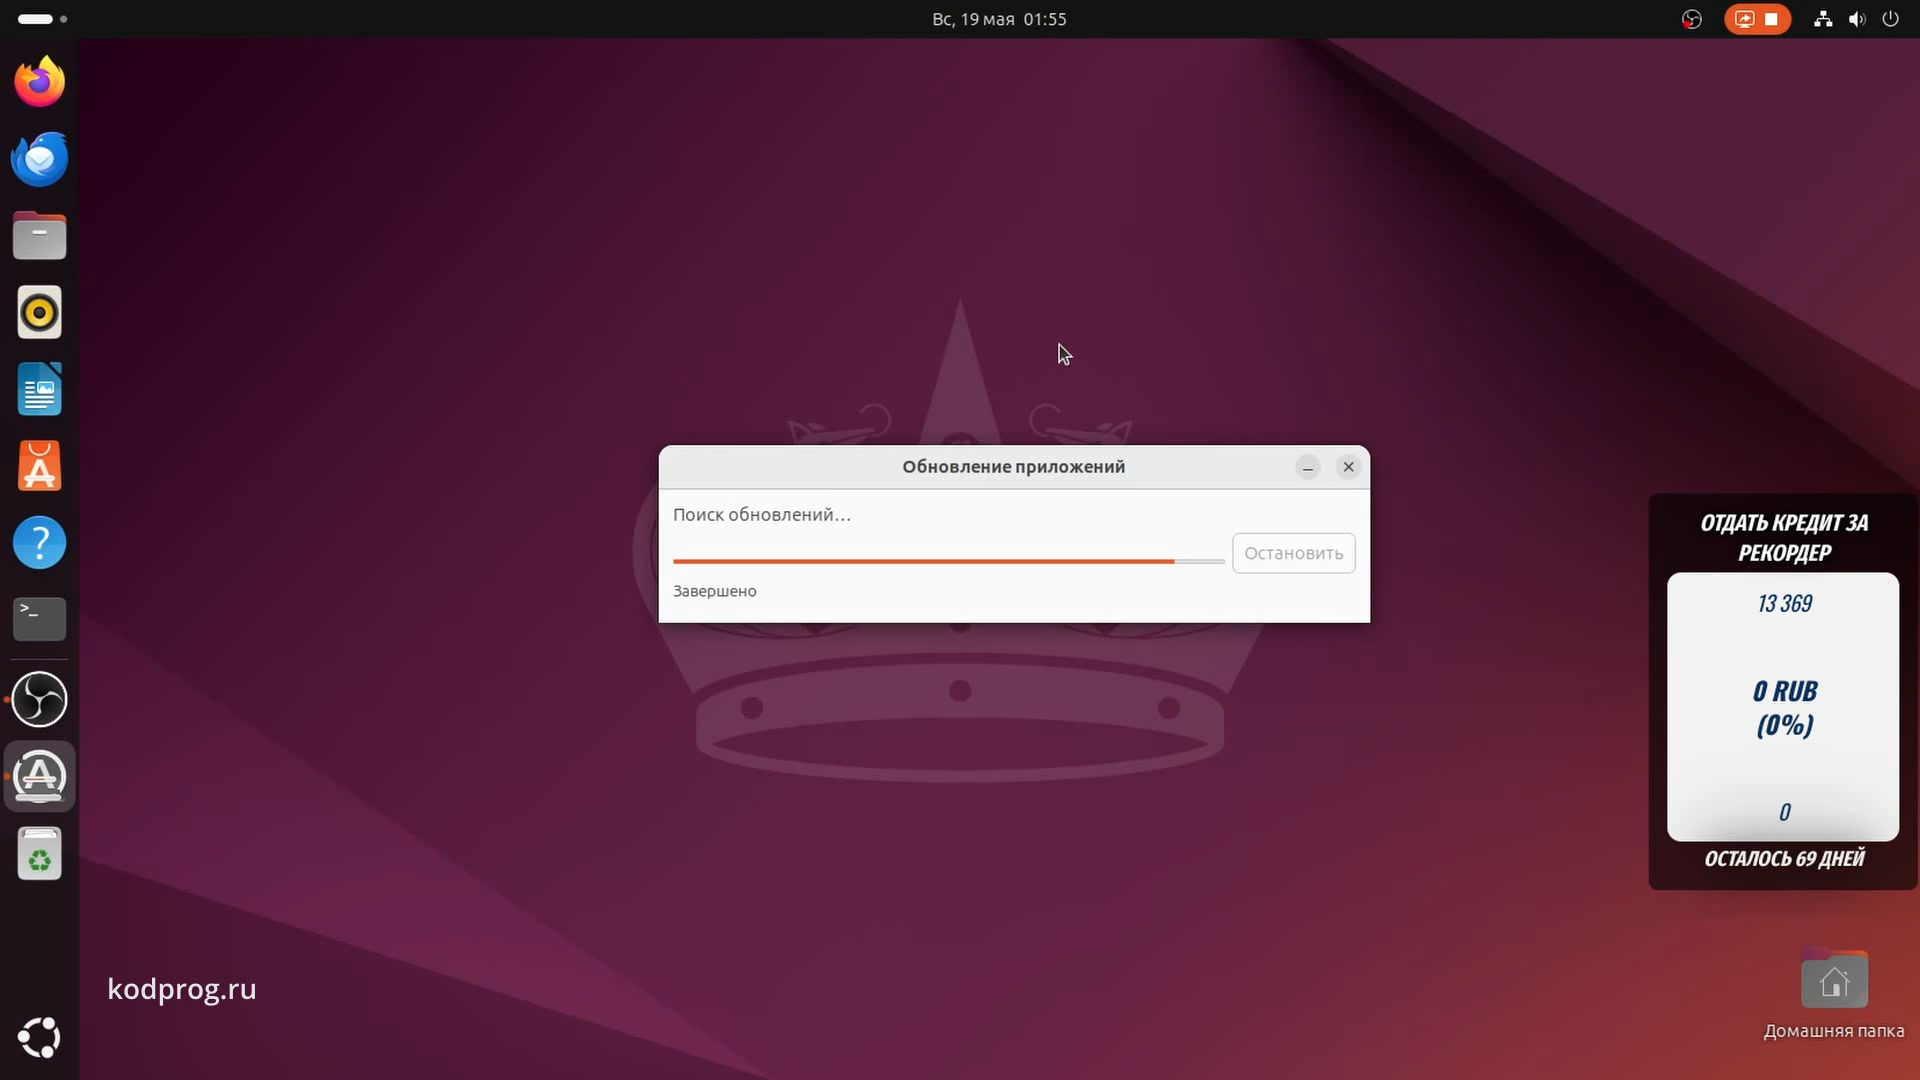 Вс, 19 мая 01:55
Обновление приложений
Поиск обновлений…
Остановить
Завершено
ОТДАТЬ КРЕДИТ ЗА
РЕКОРДЕР
13 369
0 RUB
(0%)
0
ОСТАЛОСЬ 69 ДНЕЙ
kodprog.ru
Домашняя папка